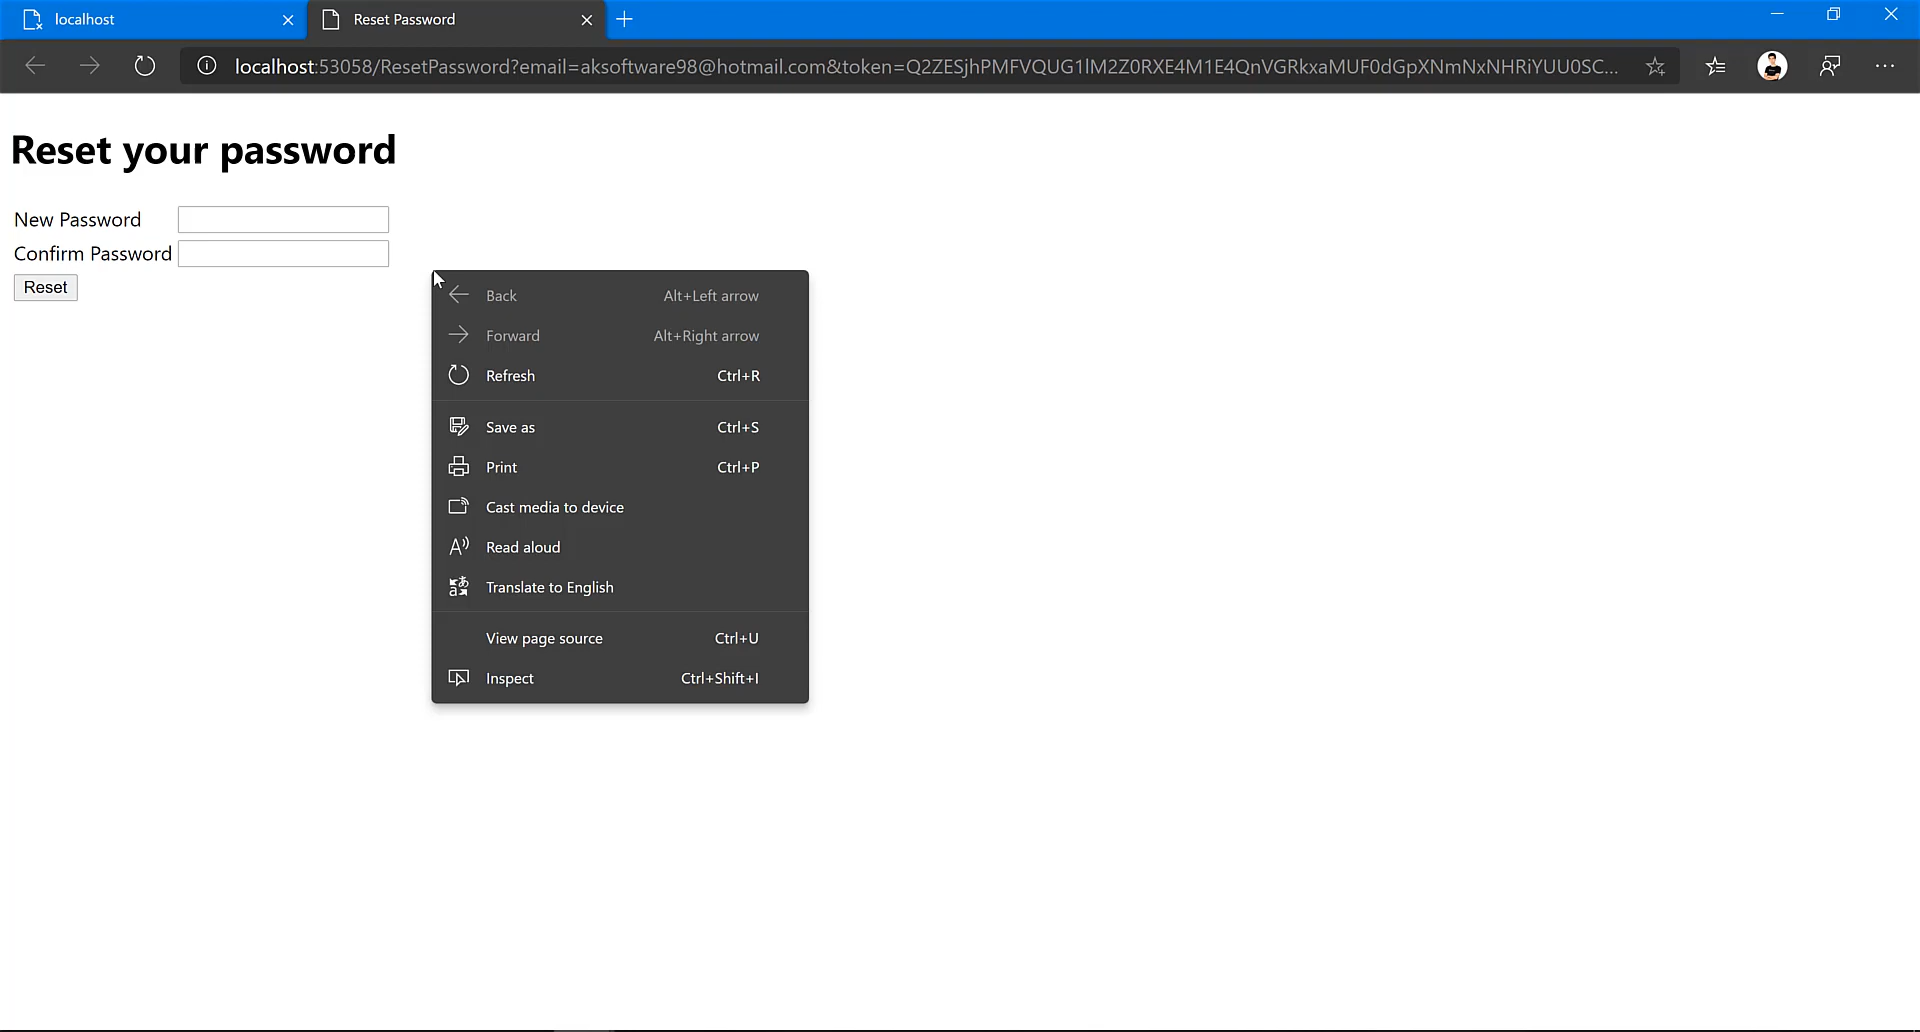 localhost
Reset Password
localhost:53058/ResetPassword?email=aksoftware98@hotmail.com&token=Q2ZESjhPMFVQUG1lM2Z0RXE4M1E4QnVGRkxaMUF0dGpXNmNxNHRiYUU0SC...
Reset your password
New Password
Confirm Password
Reset
Back Alt+Left arrow
Forward Alt+Right arrow
Refresh Ctrl+R
Save as Ctrl+S
Print Ctrl+P
Cast media to device
Read aloud
Translate to English
View page source Ctrl+U
Inspect Ctrl+Shift+I